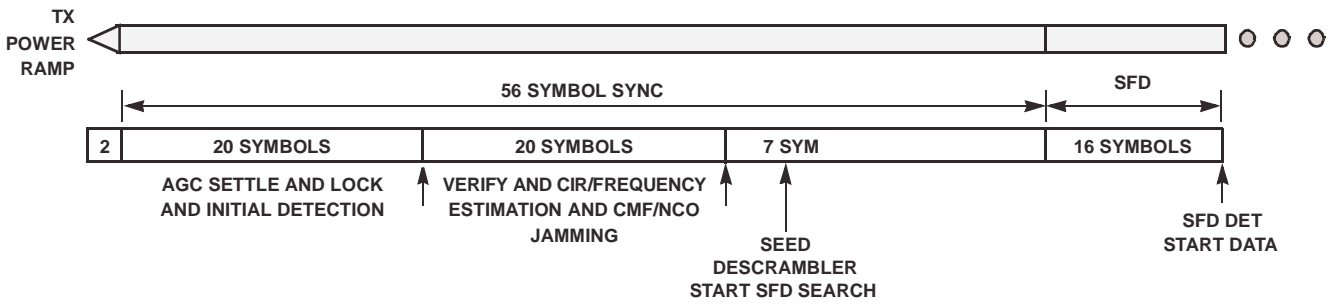 TX
POWER
RAMP
56 SYMBOL SYNC
SFD
2
20 SYMBOLS
20 SYMBOLS
7 SYM
16 SYMBOLS
AGC SETTLE AND LOCK
AND INITIAL DETECTION
VERIFY AND CIR/FREQUENCY
ESTIMATION AND CMF/NCO
JAMMING
SEED
DESCRAMBLER
START SFD SEARCH
SFD DET
START DATA